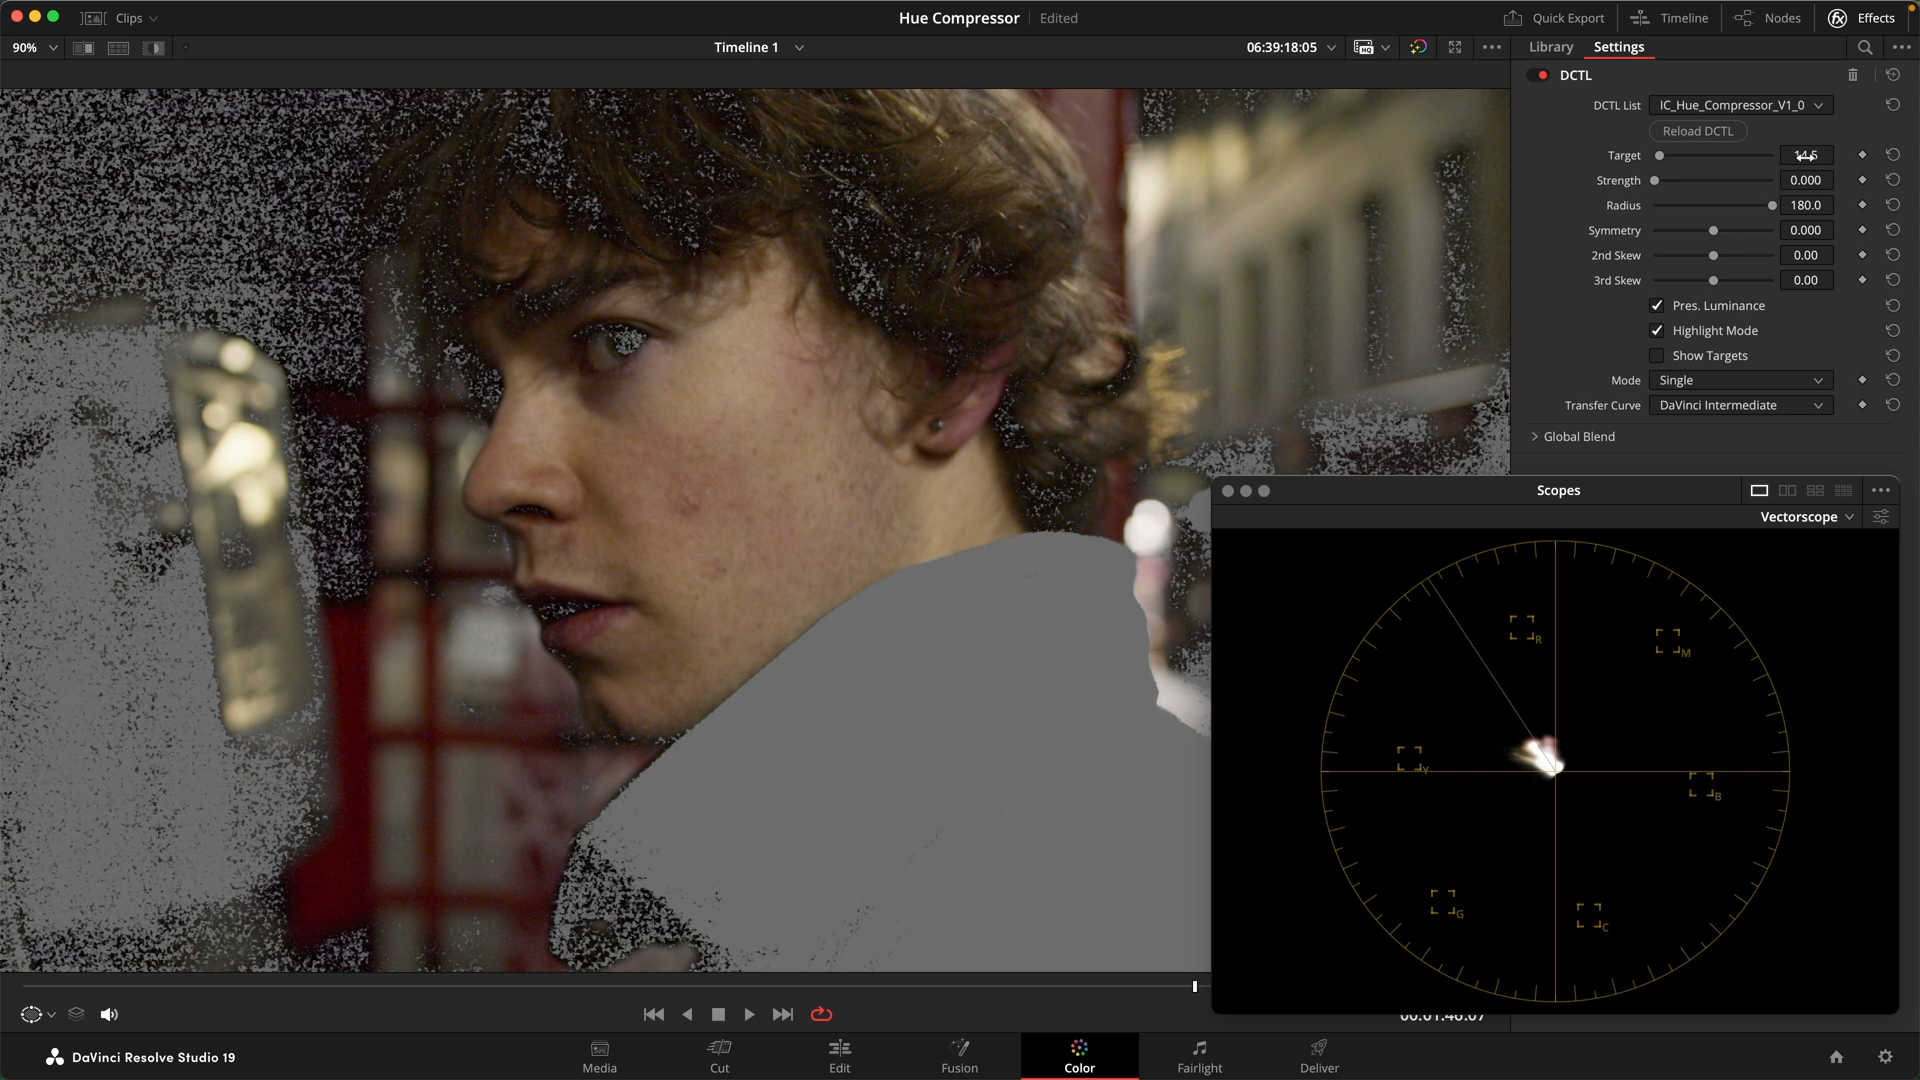 Clips
Hue Compressor
Edited
Quick Export
Timeline
Nodes
Effects
90%
Timeline 1
06:39:18:05
Library
Settings
DCTL
DCTL List
IC_Hue_Compressor_V1_0
Reload DCTL
Target
14.5
Strength
0.000
Radius
180.0
Symmetry
0.000
2nd Skew
0.00
3rd Skew
0.00
Pres. Luminance
Highlight Mode
Show Targets
Mode
Single
Transfer Curve
DaVinci Intermediate
Global Blend
Scopes
Vectorscope
R
M
Y
B
G
C
DaVinci Resolve Studio 19
Media
Cut
Edit
Fusion
Color
Fairlight
Deliver